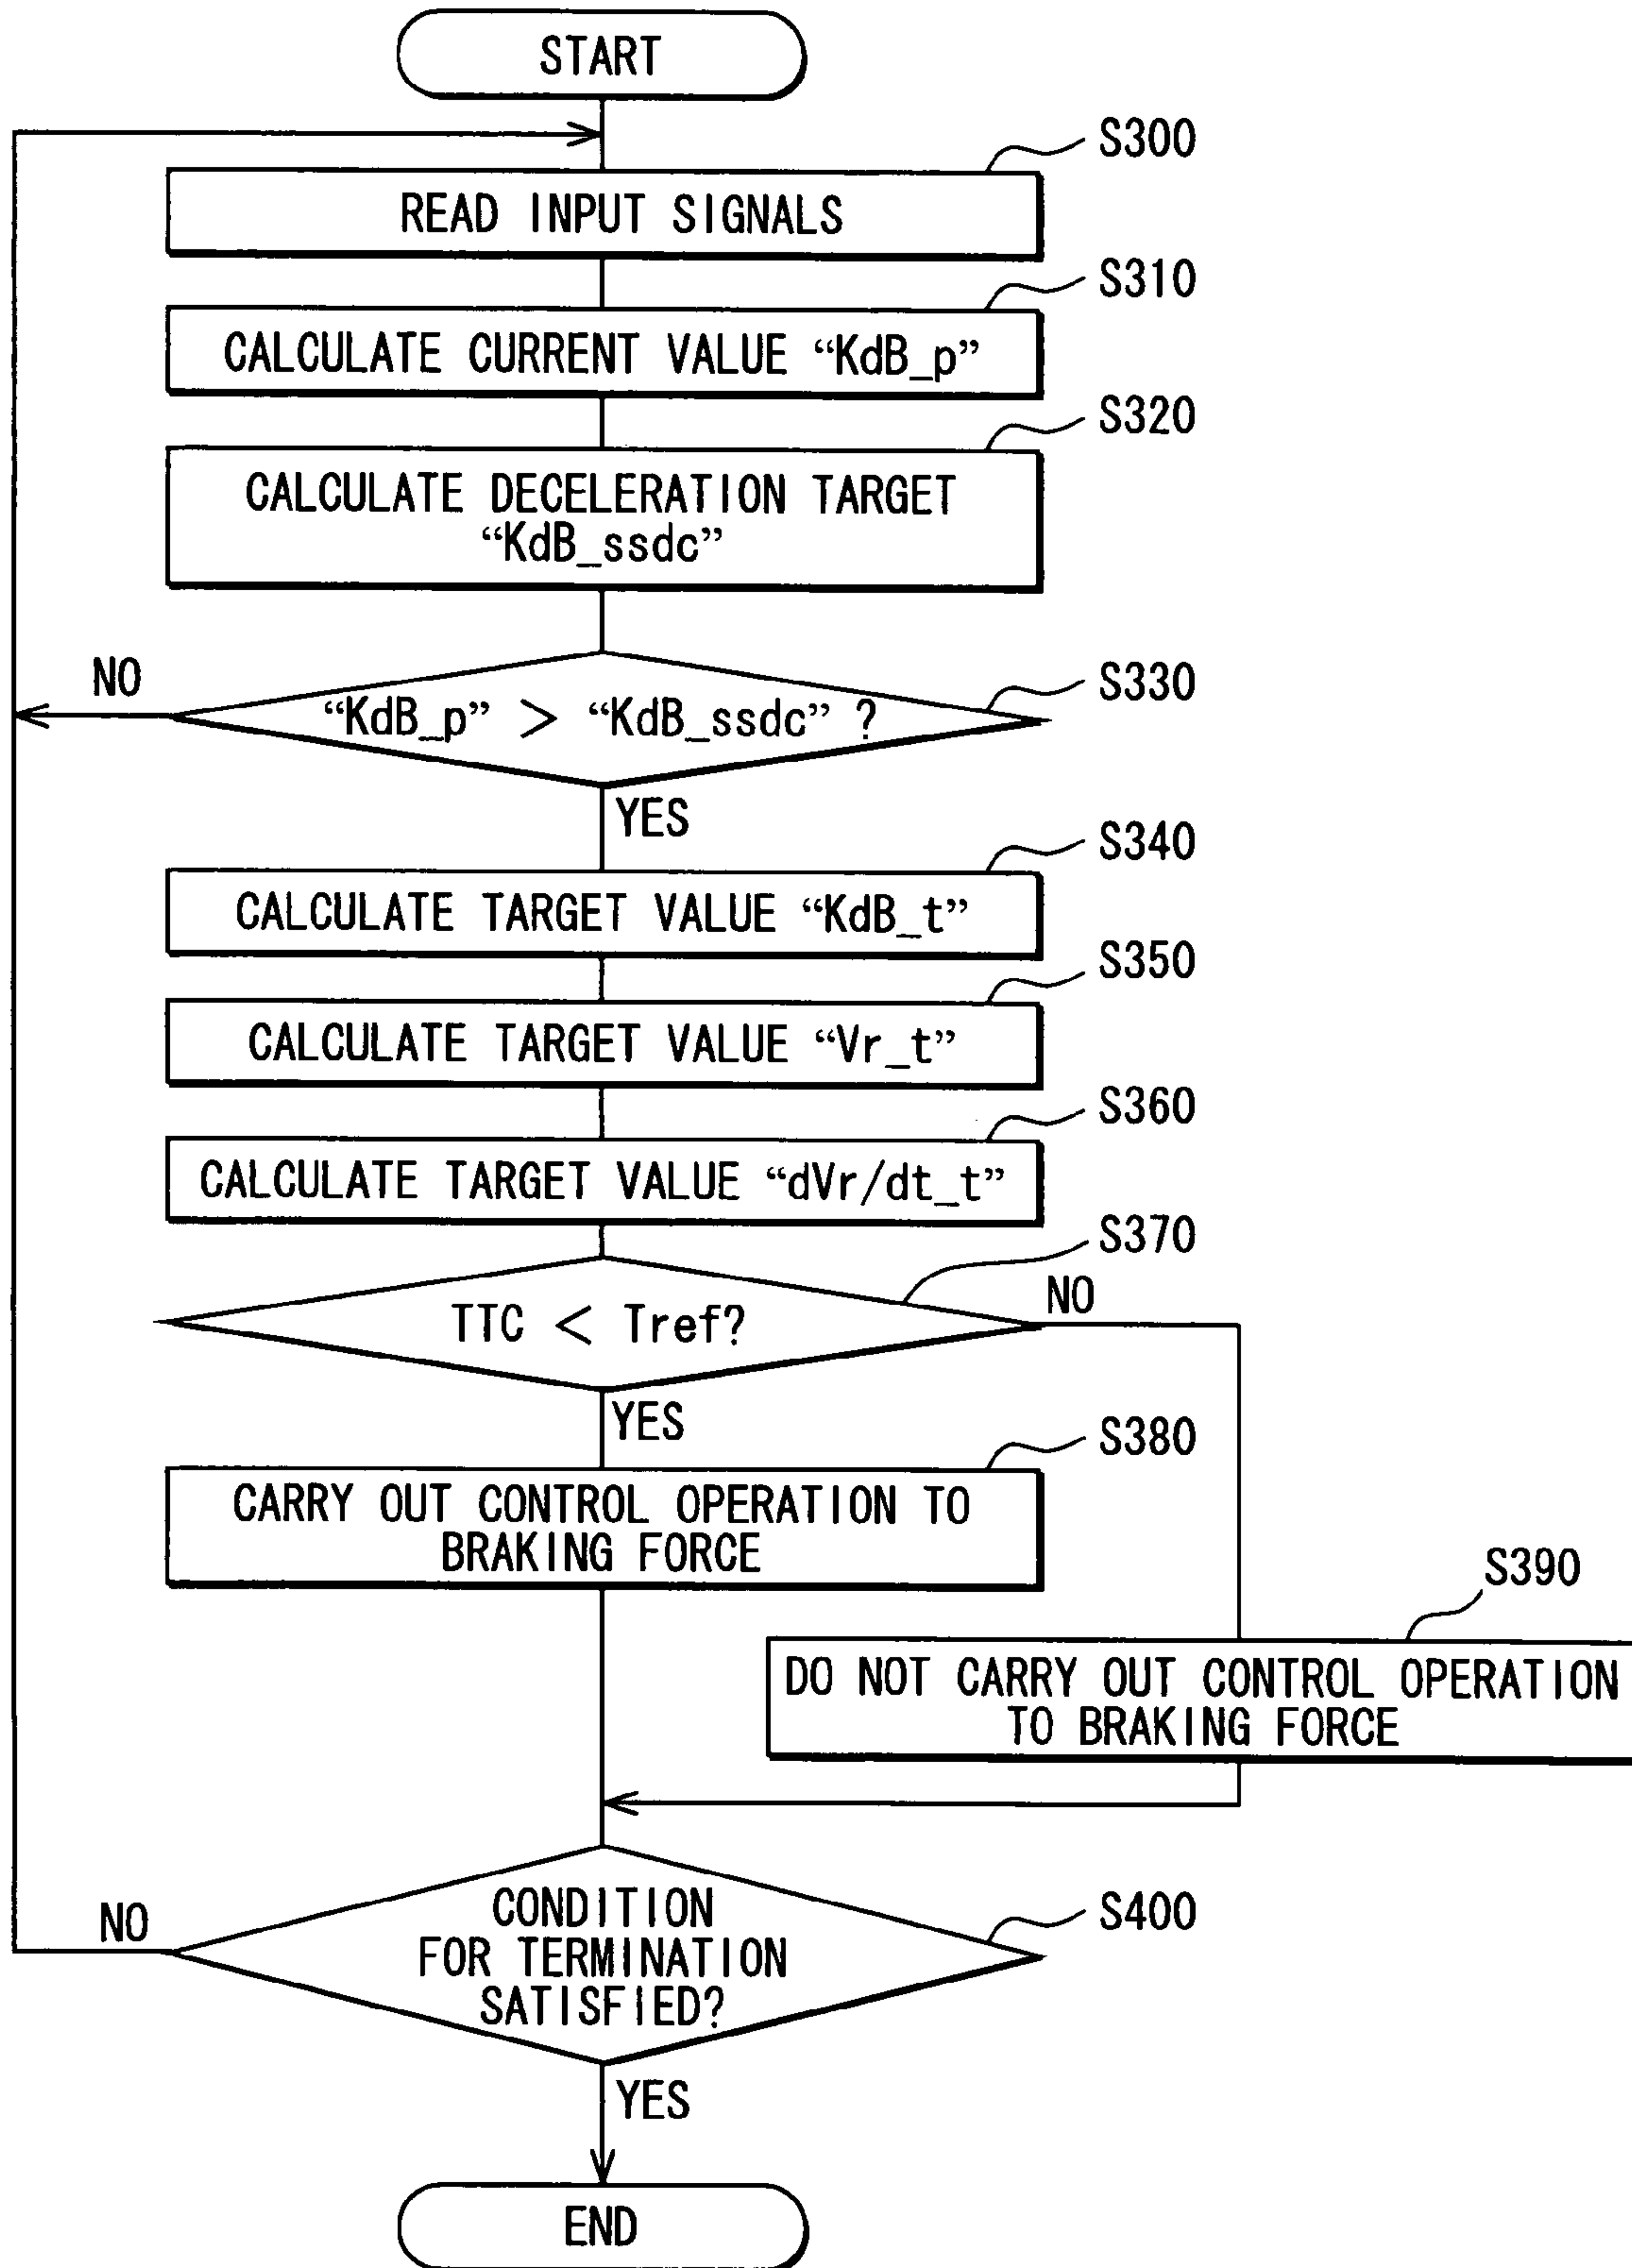 START
S300
READ INPUT SIGNALS
S310
CALCULATE CURRENT VALUE “KdB_p”
S320
CALCULATE DECELERATION TARGET
“KdB_ssdc”
NO
S330
“KdB_p” > “KdB_ssdc” ?
YES
S340
CALCULATE TARGET VALUE “KdB_t”
S350
CALCULATE TARGET VALUE “Vr_t”
S360
CALCULATE TARGET VALUE “dVr/dt_t”
S370
NO
TTC < Tref?
YES
S380
CARRY OUT CONTROL OPERATION TO
BRAKING FORCE
S390
DO NOT CARRY OUT CONTROL OPERATION
TO BRAKING FORCE
NO
S400
CONDITION
FOR TERMINATION
SATISFIED?
YES
END